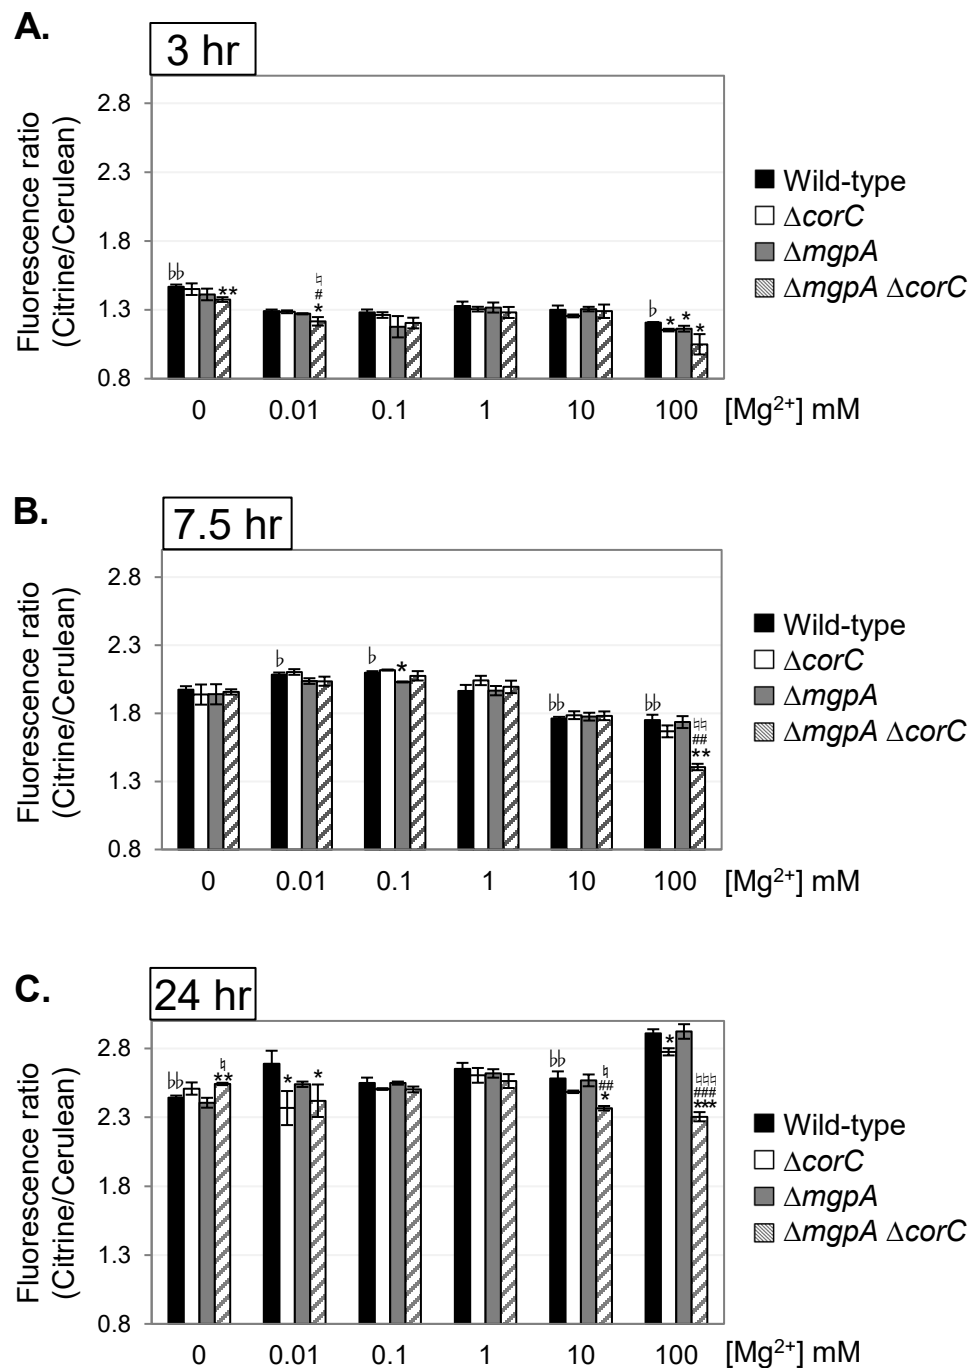 A.
3 hr
Fluorescence ratio
(Citrine/Cerulean)
2.8
2.3
1.8
1.3
0.8
♭♭
**
♮
#
*
♭
*
*
*
0 0.01 0.1 1 10 100 [Mg²⁺] mM
Wild-type
ΔcorC
ΔmgpA
ΔmgpA ΔcorC
B.
7.5 hr
Fluorescence ratio
(Citrine/Cerulean)
2.8
2.3
1.8
1.3
0.8
♭
♭
*
♭♭
♭♭
♮♮
##
**
0 0.01 0.1 1 10 100 [Mg²⁺] mM
Wild-type
ΔcorC
ΔmgpA
ΔmgpA ΔcorC
C.
24 hr
Fluorescence ratio
(Citrine/Cerulean)
2.8
2.3
1.8
1.3
0.8
♭♭
♮
**
*
*
♭♭
♮
##
*
*
♮♮♮
###
***
0 0.01 0.1 1 10 100 [Mg²⁺] mM
Wild-type
ΔcorC
ΔmgpA
ΔmgpA ΔcorC